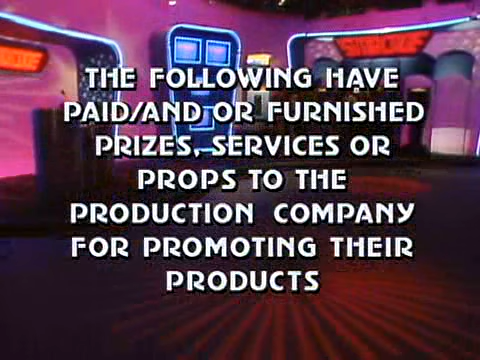 THE FOLLOWING HAVE
PAID/AND OR FURNISHED
PRIZES, SERVICES OR
PROPS TO THE
PRODUCTION COMPANY
FOR PROMOTING THEIR
PRODUCTS